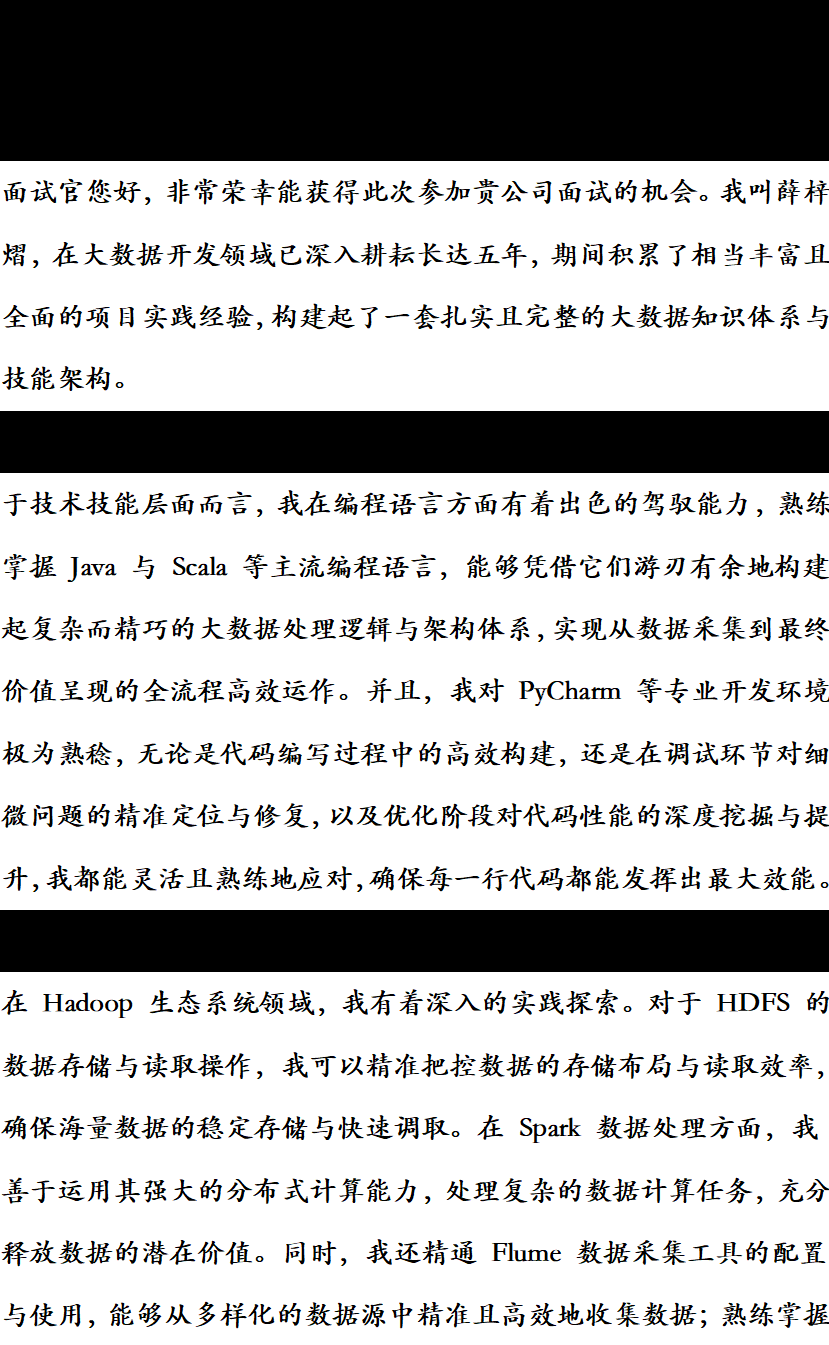 面试官您好，非常荣幸能获得此次参加贵公司面试的机会。我叫薛梓
熠，在大数据开发领域已深入耕耘长达五年，期间积累了相当丰富且
全面的项目实践经验，构建起了一套扎实且完整的大数据知识体系与
技能架构。
于技术技能层面而言，我在编程语言方面有着出色的驾驭能力，熟练
掌握 Java 与 Scala 等主流编程语言，能够凭借它们游刃有余地构建
起复杂而精巧的大数据处理逻辑与架构体系，实现从数据采集到最终
价值呈现的全流程高效运作。并且，我对 PyCharm 等专业开发环境
极为熟稔，无论是代码编写过程中的高效构建，还是在调试环节对细
微问题的精准定位与修复，以及优化阶段对代码性能的深度挖掘与提
升，我都能灵活且熟练地应对，确保每一行代码都能发挥出最大效能。
在 Hadoop 生态系统领域，我有着深入的实践探索。对于 HDFS 的
数据存储与读取操作，我可以精准把控数据的存储布局与读取效率，
确保海量数据的稳定存储与快速调取。在 Spark 数据处理方面，我
善于运用其强大的分布式计算能力，处理复杂的数据计算任务，充分
释放数据的潜在价值。同时，我还精通 Flume 数据采集工具的配置
与使用，能够从多样化的数据源中精准且高效地收集数据；熟练掌握